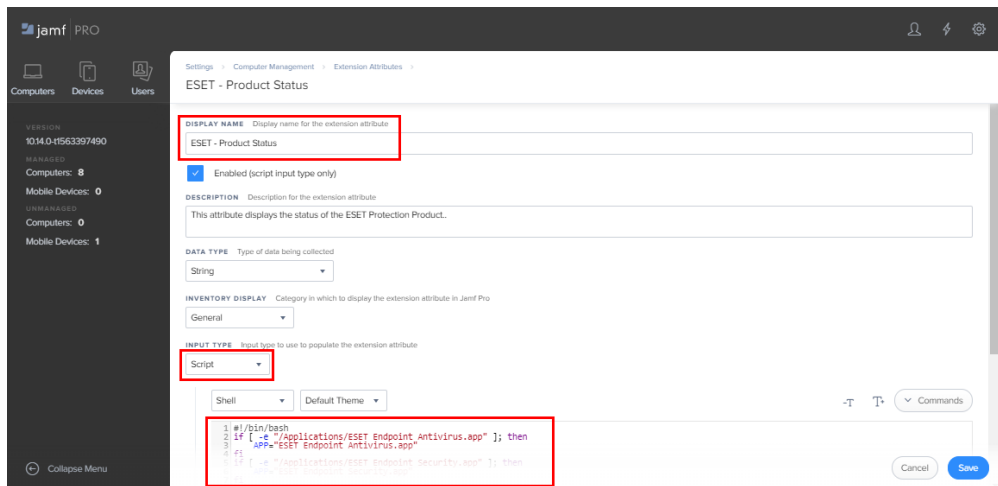 jamf PRO
Computers Devices Users
VERSION
10.14.0-t1563397490
MANAGED
Computers: 8
Mobile Devices: 0
UNMANAGED
Computers: 0
Mobile Devices: 1
Collapse Menu
Settings › Computer Management › Extension Attributes ›
ESET - Product Status
DISPLAY NAME Display name for the extension attribute
ESET - Product Status
Enabled (script input type only)
DESCRIPTION Description for the extension attribute
This attribute displays the status of the ESET Protection Product..
DATA TYPE Type of data being collected
String
INVENTORY DISPLAY Category in which to display the extension attribute in Jamf Pro
General
INPUT TYPE Input type to use to populate the extension attribute
Script
Shell Default Theme -T T+ Commands
1 #!/bin/bash
2 if [ -e "/Applications/ESET Endpoint Antivirus.app" ]; then
3 APP="ESET Endpoint Antivirus.app"
4 fi
5 if [ -e "/Applications/ESET Endpoint Security.app" ]; then
Cancel Save